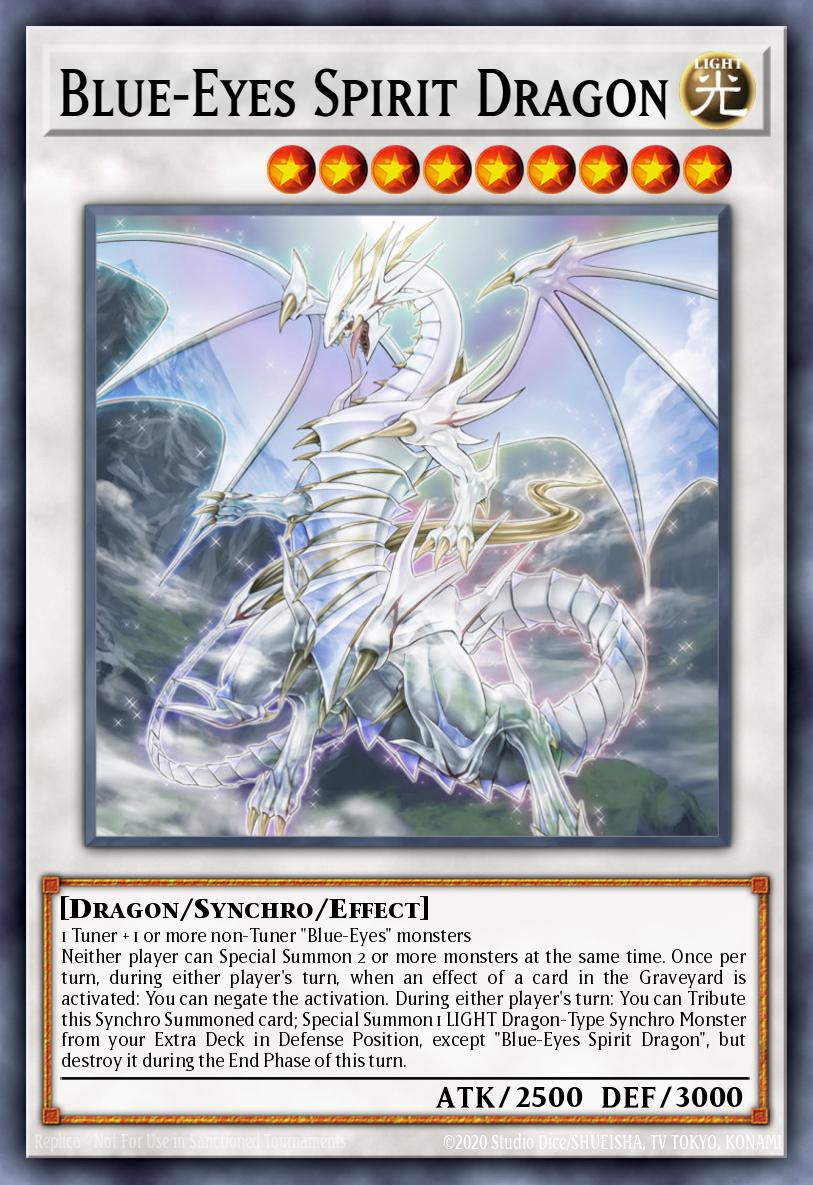 Blue-Eyes Spirit Dragon
LIGHT
光
[Dragon/Synchro/Effect]
1 Tuner + 1 or more non-Tuner "Blue-Eyes" monsters
Neither player can Special Summon 2 or more monsters at the same time. Once per
turn, during either player's turn, when an effect of a card in the Graveyard is
activated: You can negate the activation. During either player's turn: You can Tribute
this Synchro Summoned card; Special Summon 1 LIGHT Dragon-Type Synchro Monster
from your Extra Deck in Defense Position, except "Blue-Eyes Spirit Dragon", but
destroy it during the End Phase of this turn.
ATK/2500 DEF/3000
Replica - Not For Use in Sanctioned Tournaments
©2020 Studio Dice/SHUEISHA, TV TOKYO, KONAMI